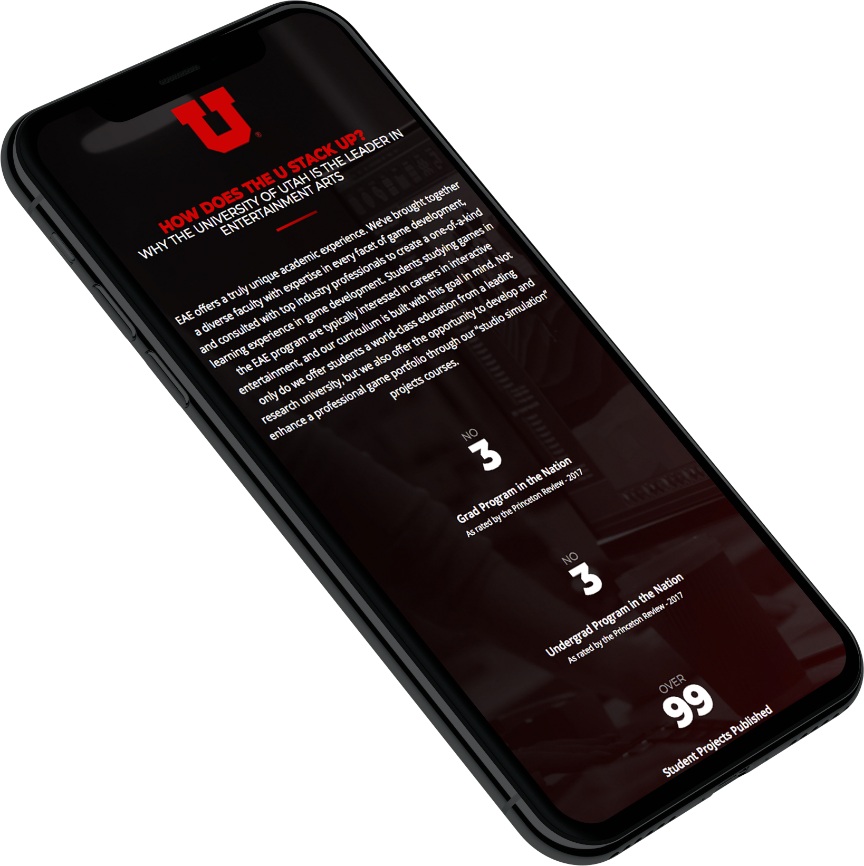 U®
HOW DOES THE U STACK UP?
WHY THE UNIVERSITY OF UTAH IS THE LEADER IN
ENTERTAINMENT ARTS
EAE offers a truly unique academic experience. We've brought together
a diverse faculty with expertise in every facet of game development,
and consulted with top industry professionals to create a one-of-a-kind
learning experience in game development. Students studying games in
the EAE program are typically interested in careers in interactive
entertainment, and our curriculum is built with this goal in mind. Not
only do we offer students a world-class education from a leading
research university, but we also offer the opportunity to develop and
enhance a professional game portfolio through our "studio simulation"
projects courses.
NO
3
Grad Program in the Nation
As rated by the Princeton Review - 2017
NO
3
Undergrad Program in the Nation
As rated by the Princeton Review - 2017
OVER
99
Student Projects Published